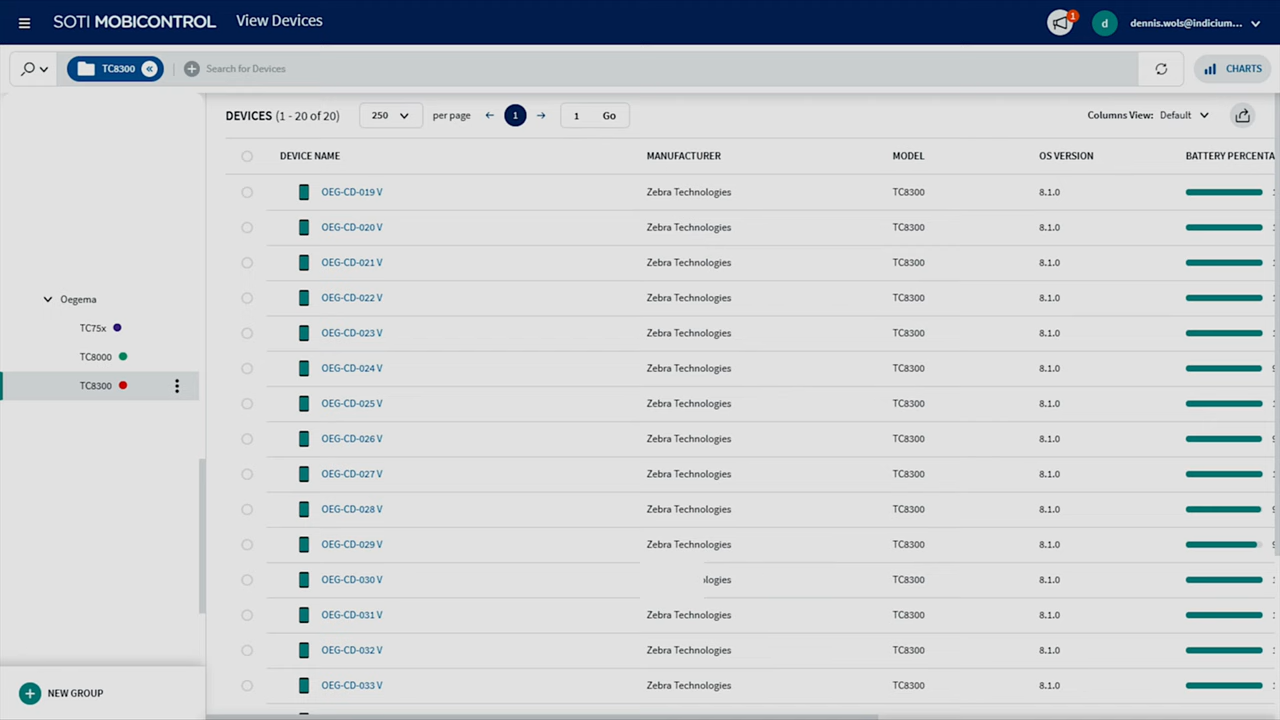 SOTI MOBICONTROL View Devices 1 d dennis.wols@indicium...
TC8300 Search for Devices CHARTS
DEVICES (1 - 20 of 20) 250 per page 1 1 Go Columns View: Default
DEVICE NAME MANUFACTURER MODEL OS VERSION BATTERY PERCENTA
OEG-CD-019 V Zebra Technologies TC8300 8.1.0
OEG-CD-020 V Zebra Technologies TC8300 8.1.0
OEG-CD-021 V Zebra Technologies TC8300 8.1.0
OEG-CD-022 V Zebra Technologies TC8300 8.1.0
Oegema
TC75x
TC8000
TC8300
OEG-CD-023 V Zebra Technologies TC8300 8.1.0
OEG-CD-024 V Zebra Technologies TC8300 8.1.0
OEG-CD-025 V Zebra Technologies TC8300 8.1.0
OEG-CD-026 V Zebra Technologies TC8300 8.1.0
OEG-CD-027 V Zebra Technologies TC8300 8.1.0
OEG-CD-028 V Zebra Technologies TC8300 8.1.0
OEG-CD-029 V Zebra Technologies TC8300 8.1.0
OEG-CD-030 V logies TC8300 8.1.0
OEG-CD-031 V Zebra Technologies TC8300 8.1.0
OEG-CD-032 V Zebra Technologies TC8300 8.1.0
OEG-CD-033 V Zebra Technologies TC8300 8.1.0
NEW GROUP